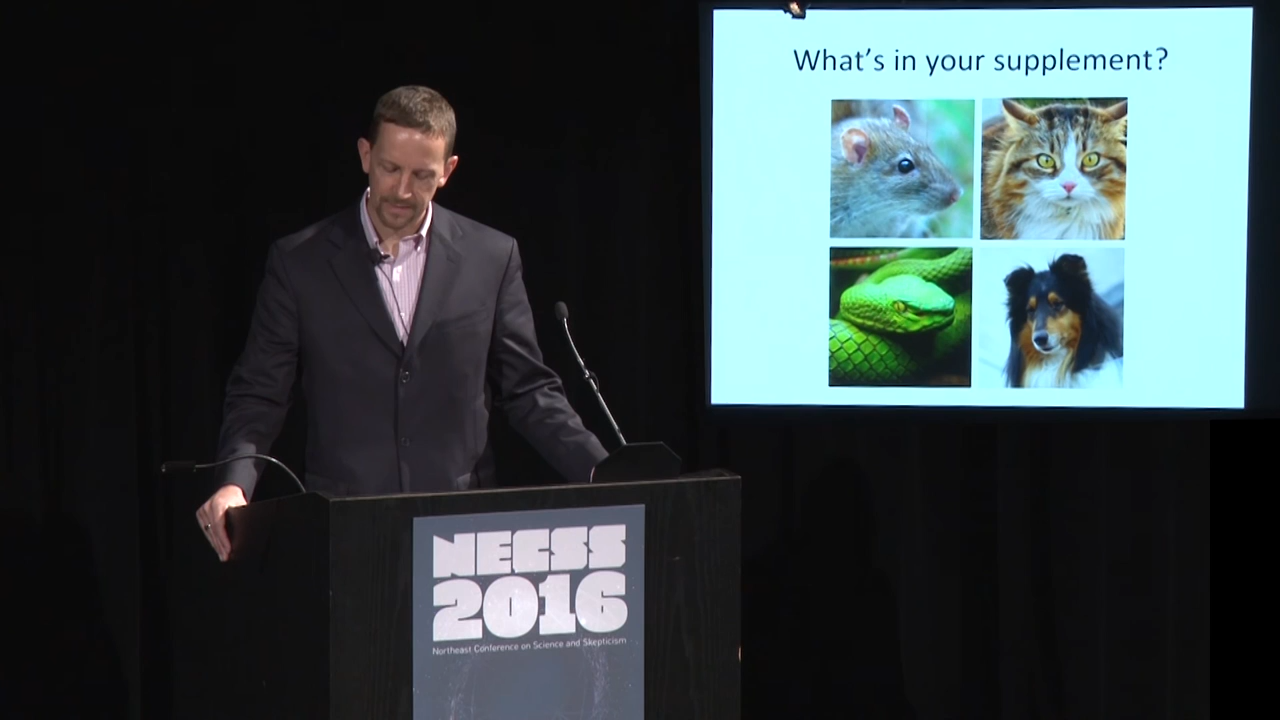 What's in your supplement?
NECSS
2016
Northeast Conference on Science and Skepticism